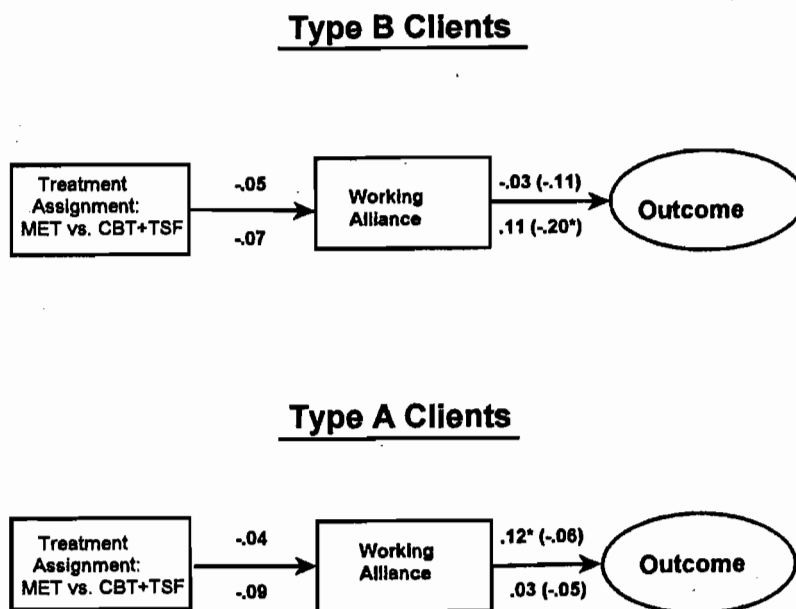 Type B Clients
Treatment
Assignment:
MET vs. CBT+TSF
-.05
-.07
Working
Alliance
-.03 (-.11)
.11 (-.20*)
Outcome
Type A Clients
Treatment
Assignment:
MET vs. CBT+TSF
-.04
-.09
Working
Alliance
.12* (-.06)
.03 (-.05)
Outcome